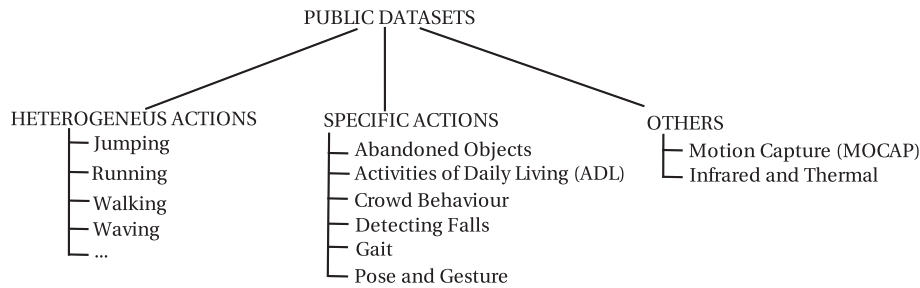 PUBLIC DATASETS
HETEROGENEUS ACTIONS
Jumping
Running
Walking
Waving
...
SPECIFIC ACTIONS
Abandoned Objects
Activities of Daily Living (ADL)
Crowd Behaviour
Detecting Falls
Gait
Pose and Gesture
OTHERS
Motion Capture (MOCAP)
Infrared and Thermal